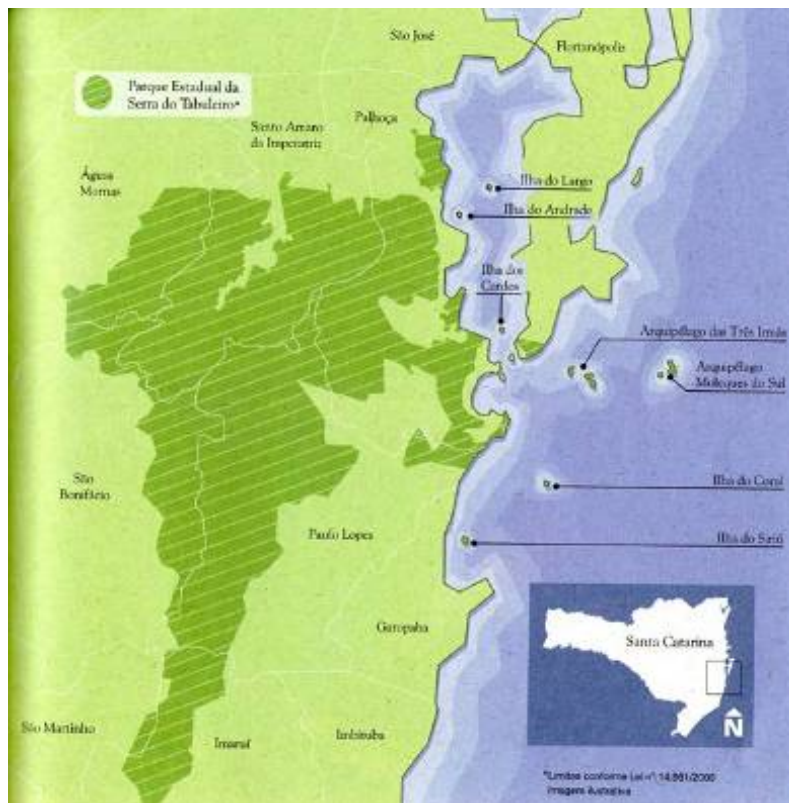 São José
Florianópolis
Parque Estadual da
Serra do Tabuleiro*
Palhoça
Santo Amaro
da Imperatriz
Águas
Mornas
Ilha do Largo
Ilha do Andrade
Ilha dos
Cardos
Arquipélago das Três Irmãs
Arquipélago
Moleques do Sul
São
Bonifácio
Ilha do Coral
Paulo Lopes
Ilha do Siriú
Garopaba
Santa Catarina
São Martinho
Imaruí
Imbituba
N
*Limites conforme Lei nº 14.661/2009
Imagem ilustrativa